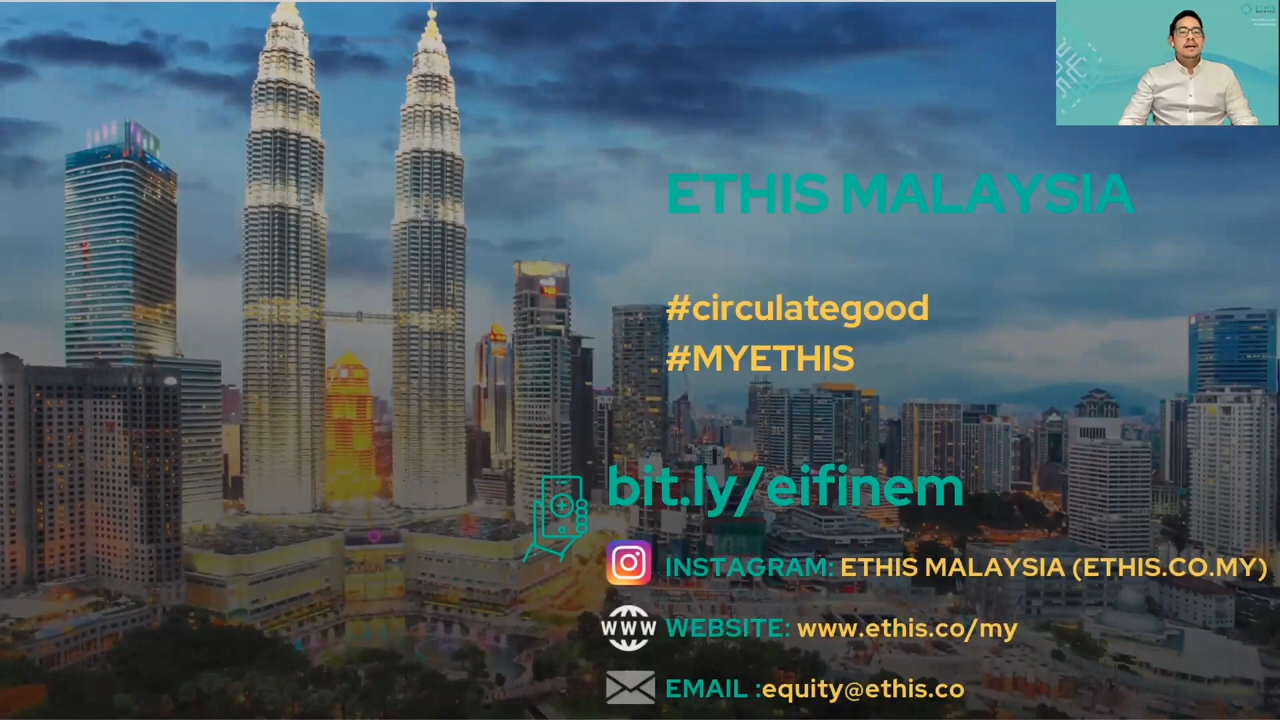 ETHIS MALAYSIA
#circulategood
#MYETHIS
bit.ly/eifinem
INSTAGRAM: ETHIS MALAYSIA (ETHIS.CO.MY)
WWW WEBSITE: www.ethis.co/my
EMAIL :equity@ethis.co